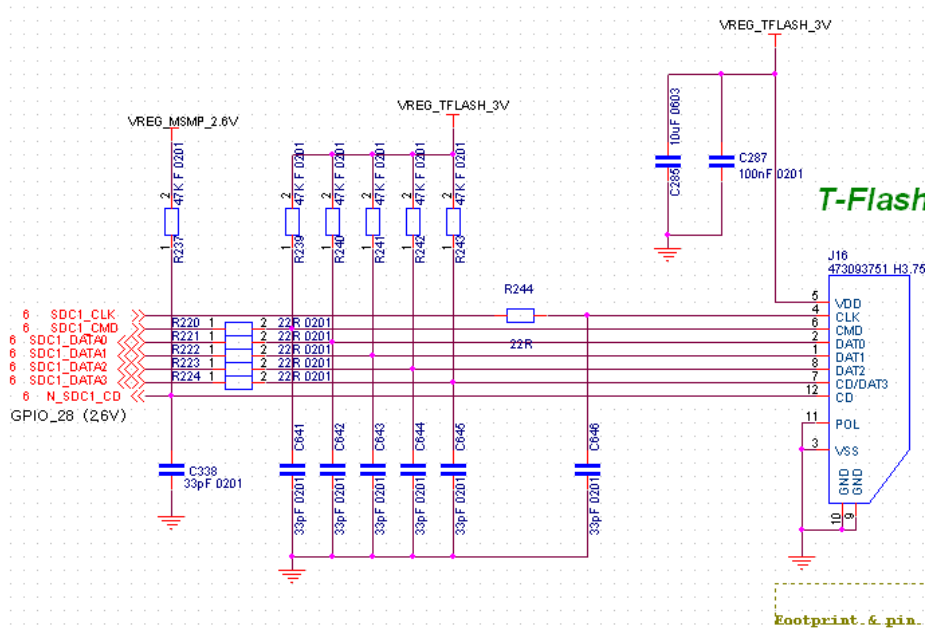 VREG_TFLASH_3V
10uF 0603
C285
C287
100nF 0201
VREG_TFLASH_3V
VREG_MSMP_2.6V
2 47K F 0201
1 R237
2 47K F 0201
1 R239
2 47K F 0201
1 R240
2 47K F 0201
1 R241
2 47K F 0201
1 R242
2 47K F 0201
1 R243
T-Flash
J16
473093751 H3.75
R244
22R
6 SDC1_CLK
6 SDC1_CMD
6 SDC1_DATA0
6 SDC1_DATA1
6 SDC1_DATA2
6 SDC1_DATA3
6 N_SDC1_CD
GPIO_28 (2.6V)
R220 1 2 22R 0201
R221 1 2 22R 0201
R222 1 2 22R 0201
R223 1 2 22R 0201
R224 1 2 22R 0201
5 VDD
4 CLK
6 CMD
2 DAT0
1 DAT1
8 DAT2
7 CD/DAT3
12 CD
11 POL
3 VSS
10 GND
9 GND
C338
33pF 0201
C641
33pF 0201
C642
33pF 0201
C643
33pF 0201
C644
33pF 0201
C645
33pF 0201
C646
33pF 0201
Footprint & pin